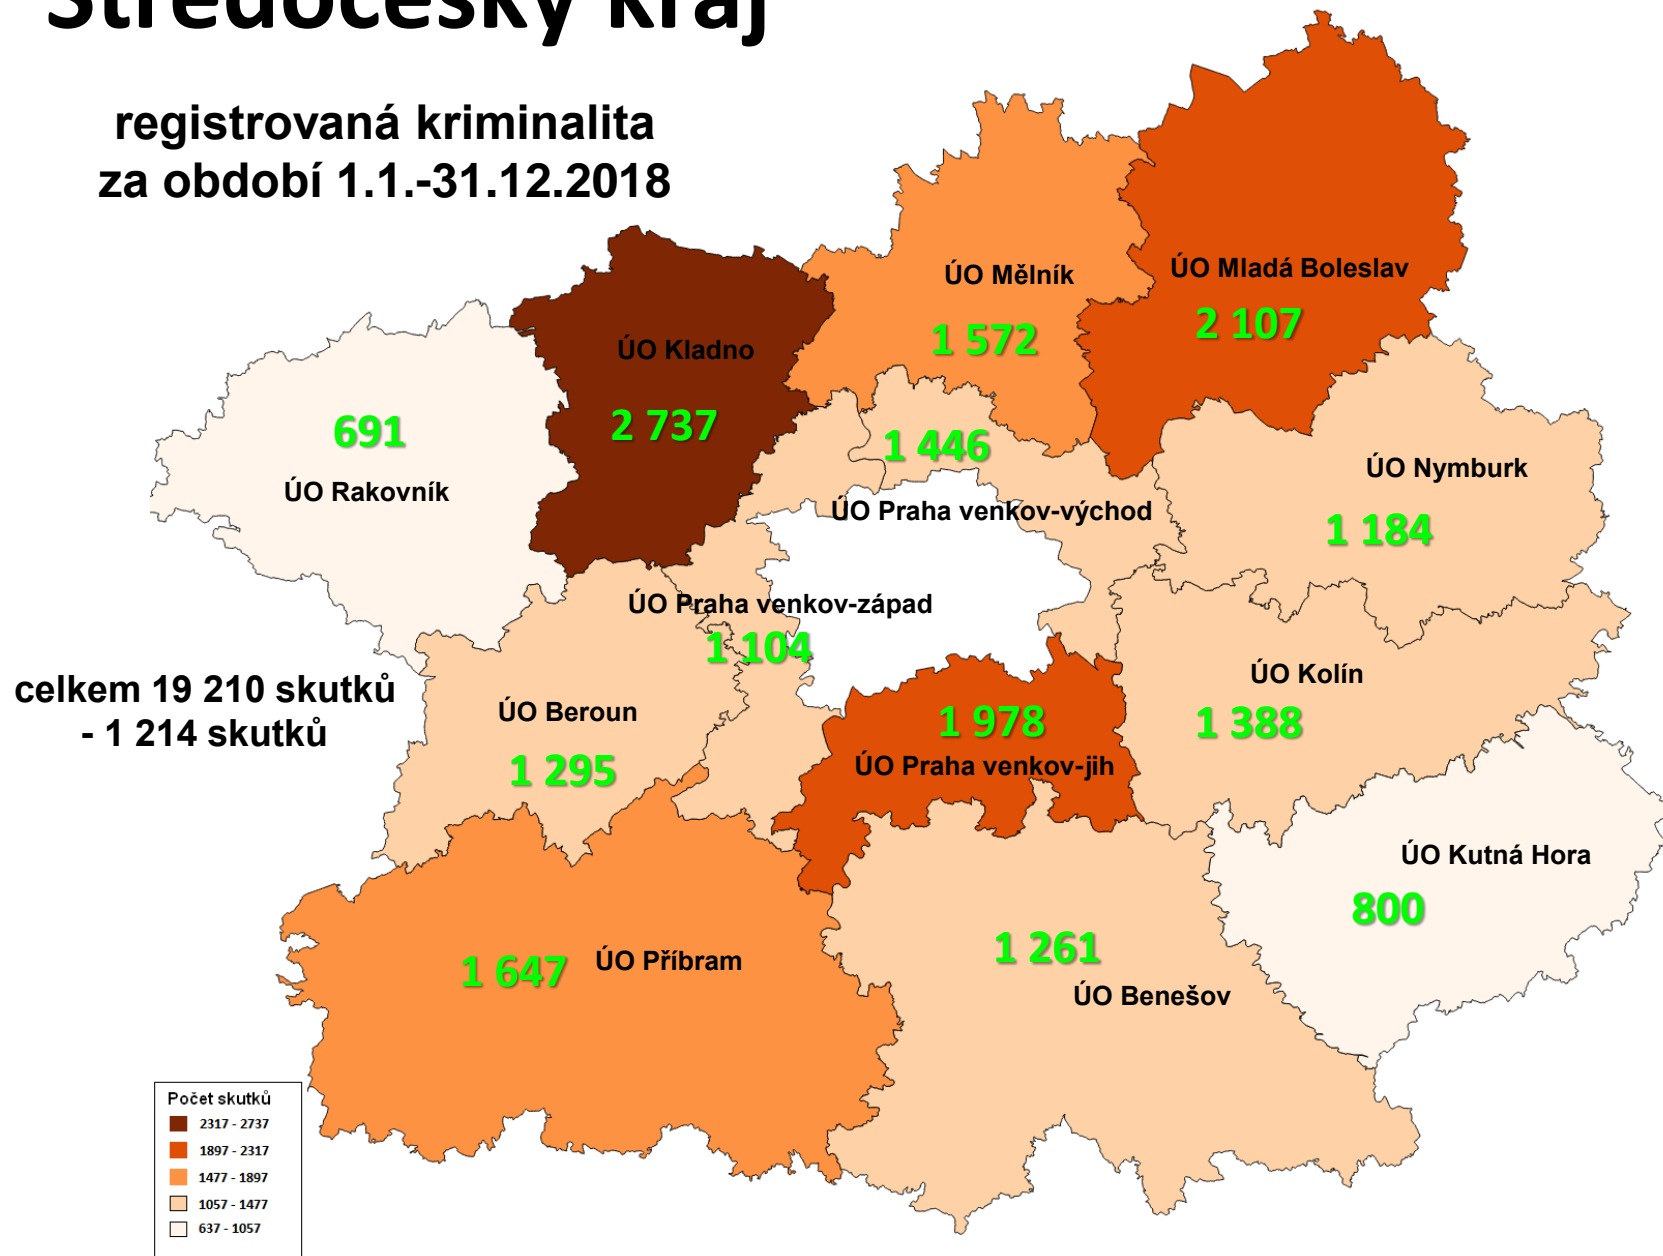 Středočeský kraj
registrovaná kriminalita
za období 1.1.-31.12.2018
ÚO Mělník
1 572
ÚO Mladá Boleslav
2 107
ÚO Kladno
2 737
691
ÚO Rakovník
1 446
ÚO Praha venkov-východ
ÚO Nymburk
1 184
ÚO Praha venkov-západ
1 104
celkem 19 210 skutků
- 1 214 skutků
ÚO Beroun
1 295
1 978
ÚO Praha venkov-jih
ÚO Kolín
1 388
ÚO Kutná Hora
800
1 647 ÚO Příbram
1 261
ÚO Benešov
Počet skutků
2317 - 2737
1897 - 2317
1477 - 1897
1057 - 1477
637 - 1057